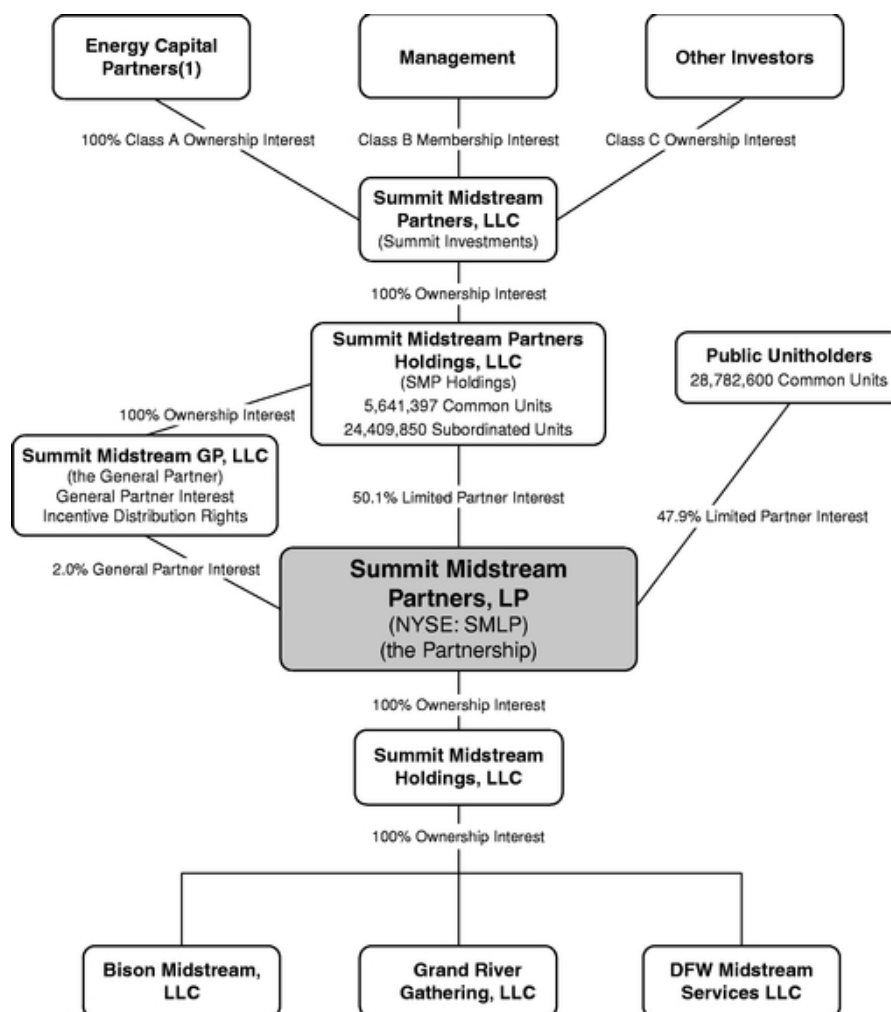 Energy Capital
Partners(1)
Management
Other Investors
100% Class A Ownership Interest
Class B Membership Interest
Class C Ownership Interest
Summit Midstream
Partners, LLC
(Summit Investments)
100% Ownership Interest
Summit Midstream Partners
Holdings, LLC
(SMP Holdings)
5,641,397 Common Units
24,409,850 Subordinated Units
Public Unitholders
28,782,600 Common Units
100% Ownership Interest
Summit Midstream GP, LLC
(the General Partner)
General Partner Interest
Incentive Distribution Rights
50.1% Limited Partner Interest
47.9% Limited Partner Interest
2.0% General Partner Interest
Summit Midstream
Partners, LP
(NYSE: SMLP)
(the Partnership)
100% Ownership Interest
Summit Midstream
Holdings, LLC
100% Ownership Interest
Bison Midstream,
LLC
Grand River
Gathering, LLC
DFW Midstream
Services LLC